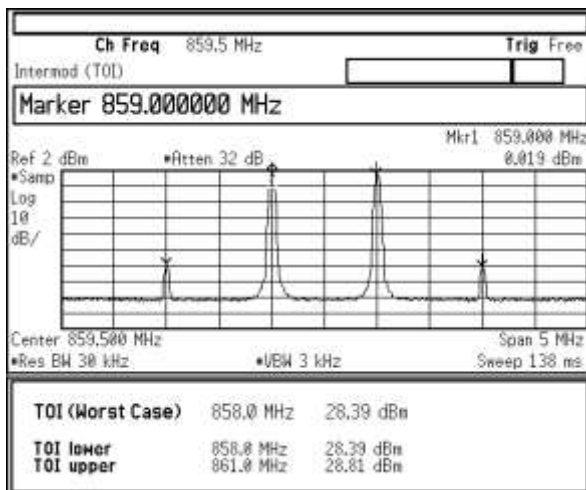 Ch Freq 859.5 MHz Trig Free
Intermod (TOI)
Marker 859.000000 MHz
Mkr1 859.000 MHz
Ref 2 dBm *Atten 32 dB 0.019 dBm
*Samp
Log
10
dB/
Center 859.500 MHz Span 5 MHz
*Res BW 30 kHz *VBW 3 kHz Sweep 138 ms
TOI (Worst Case) 858.0 MHz 28.39 dBm
TOI lower 858.0 MHz 28.39 dBm
TOI upper 861.0 MHz 28.81 dBm